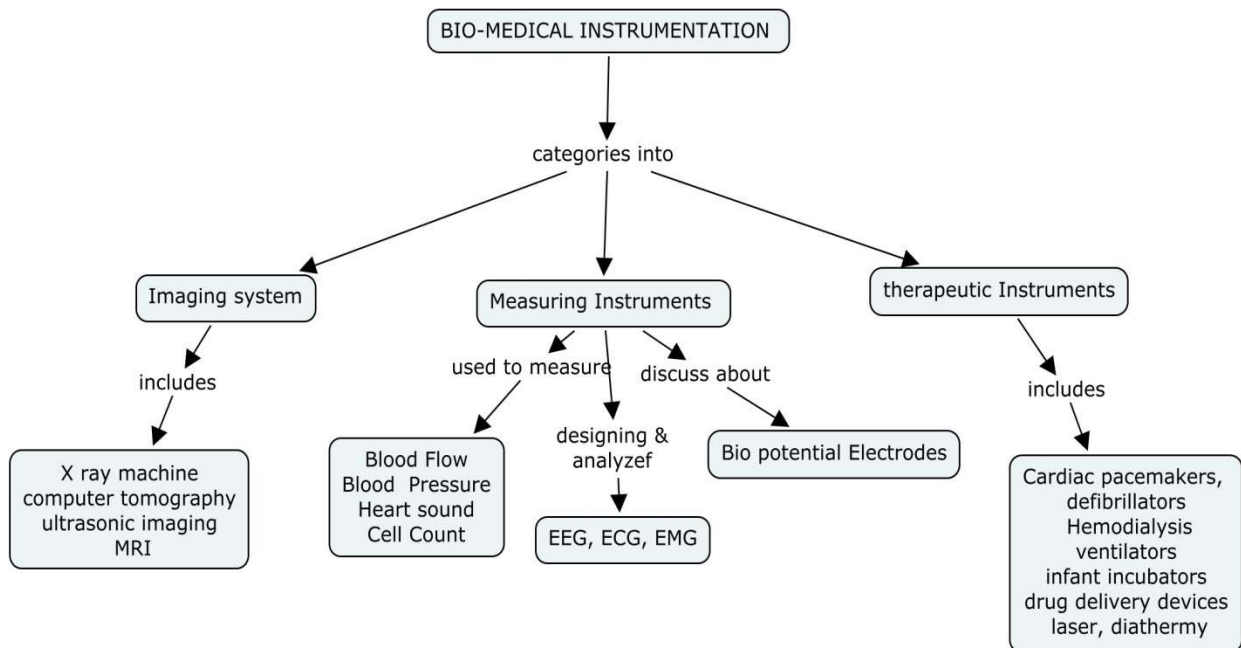 BIO-MEDICAL INSTRUMENTATION
categories into
Imaging system
Measuring Instruments
therapeutic Instruments
includes
used to measure
discuss about
includes
designing &
analyzef
X ray machine
computer tomography
ultrasonic imaging
MRI
Blood Flow
Blood Pressure
Heart sound
Cell Count
EEG, ECG, EMG
Bio potential Electrodes
Cardiac pacemakers,
defibrillators
Hemodialysis
ventilators
infant incubators
drug delivery devices
laser, diathermy